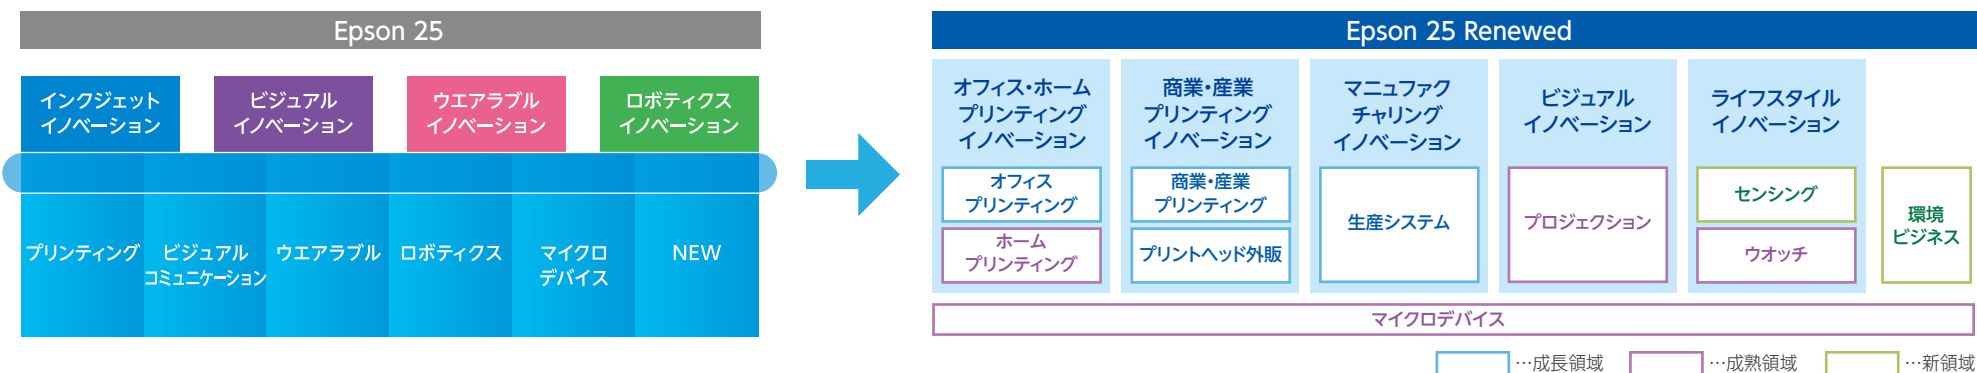 Epson 25
インクジェット
イノベーション
ビジュアル
イノベーション
ウエアラブル
イノベーション
ロボティクス
イノベーション
プリンティング
ビジュアル
コミュニケーション
ウエアラブル
ロボティクス
マイクロ
デバイス
NEW
Epson 25 Renewed
オフィス・ホーム
プリンティング
イノベーション
オフィス
プリンティング
ホーム
プリンティング
商業・産業
プリンティング
イノベーション
商業・産業
プリンティング
プリントヘッド外販
マニュファク
チャリング
イノベーション
生産システム
ビジュアル
イノベーション
プロジェクション
ライフスタイル
イノベーション
センシング
ウオッチ
環境
ビジネス
マイクロデバイス
…成長領域
…成熟領域
…新領域